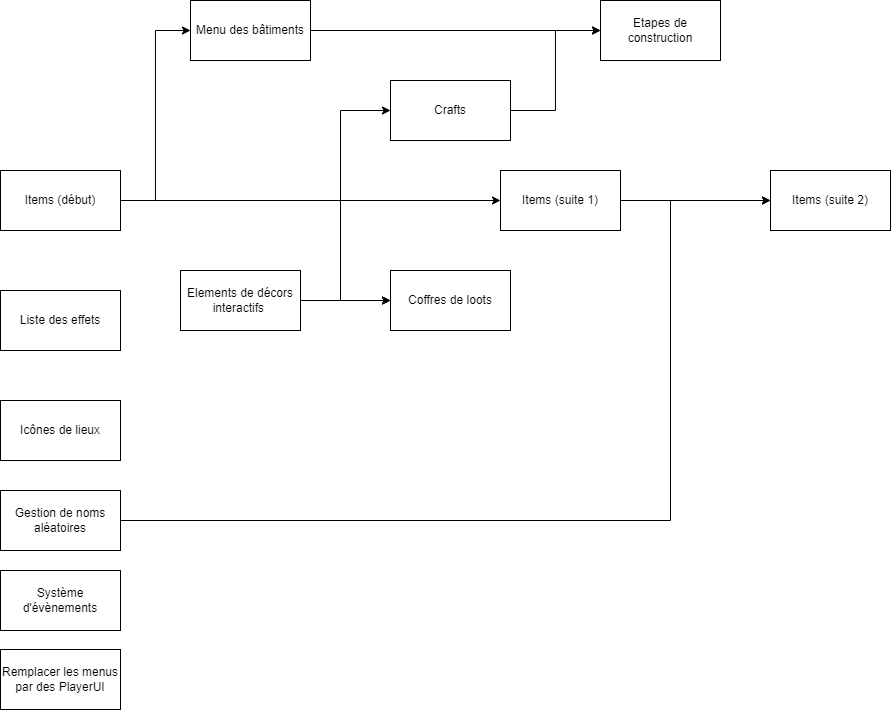 Menu des bâtiments
Etapes de
construction
Crafts
Items (début)
Items (suite 1)
Items (suite 2)
Elements de décors
interactifs
Coffres de loots
Liste des effets
Icônes de lieux
Gestion de noms
aléatoires
Système
d'évènements
Remplacer les menus
par des PlayerUI